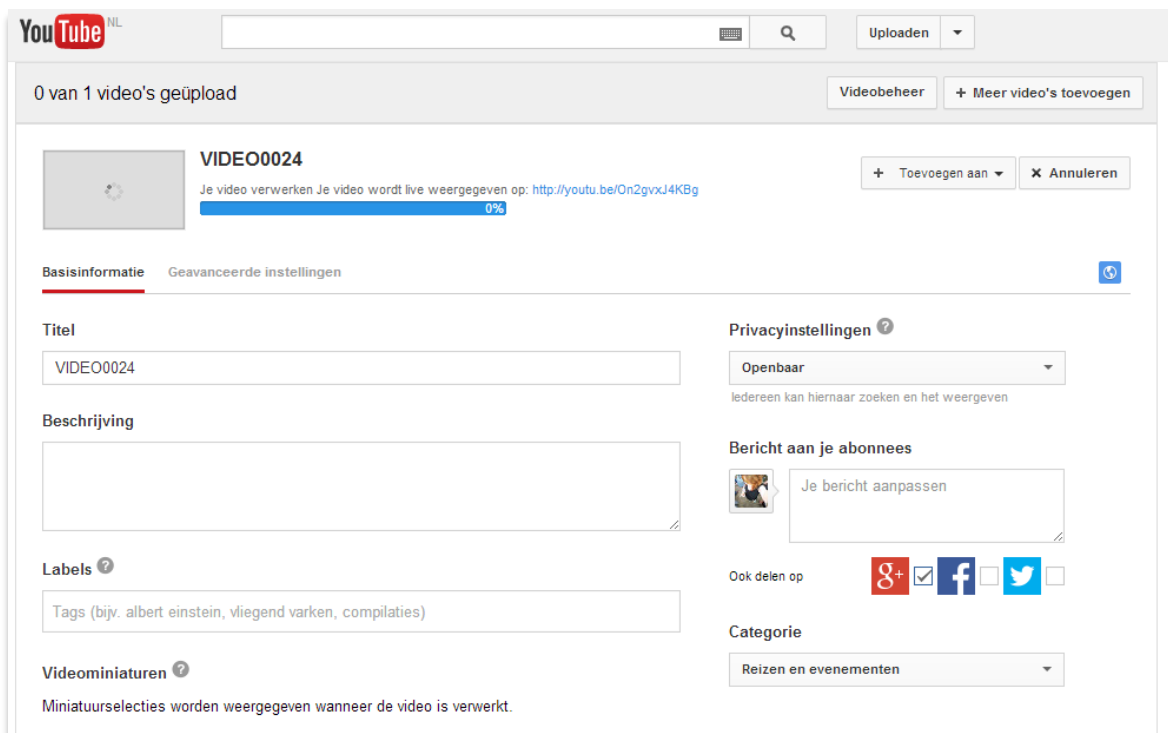 YouTube NL
Uploaden
0 van 1 video's geüpload
Videobeheer
+ Meer video's toevoegen
VIDEO0024
Je video verwerken Je video wordt live weergegeven op: http://youtu.be/On2gvxJ4KBg
0%
+ Toevoegen aan
x Annuleren
Basisinformatie
Geavanceerde instellingen
Titel
VIDEO0024
Beschrijving
Labels ?
Tags (bijv. albert einstein, vliegend varken, compilaties)
Videominiaturen ?
Miniatuurselecties worden weergegeven wanneer de video is verwerkt.
Privacyinstellingen ?
Openbaar
Iedereen kan hiernaar zoeken en het weergeven
Bericht aan je abonnees
Je bericht aanpassen
Ook delen op
g+
f
Categorie
Reizen en evenementen